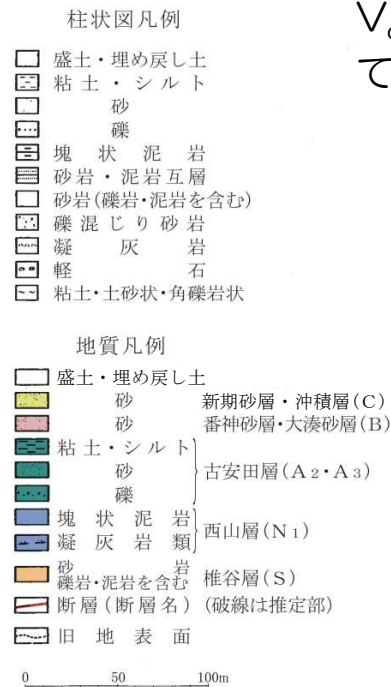 柱状図凡例
盛土・埋め戻し土
粘土・シルト
砂
礫
塊状泥岩
砂岩・泥岩互層
砂岩(礫岩・泥岩を含む)
礫混じり砂岩
凝灰岩
軽石
粘土・土砂状・角礫岩状
地質凡例
盛土・埋め戻し土
砂 新期砂層・沖積層(C)
砂 番神砂層・大湊砂層(B)
粘土・シルト
砂 古安田層(A2・A3)
礫
塊状泥岩
凝灰岩類 西山層(N1)
砂岩
礫岩・泥岩を含む 椎谷層(S)
断層(断層名) (破線は推定部)
旧地表面
0 50 100m
て